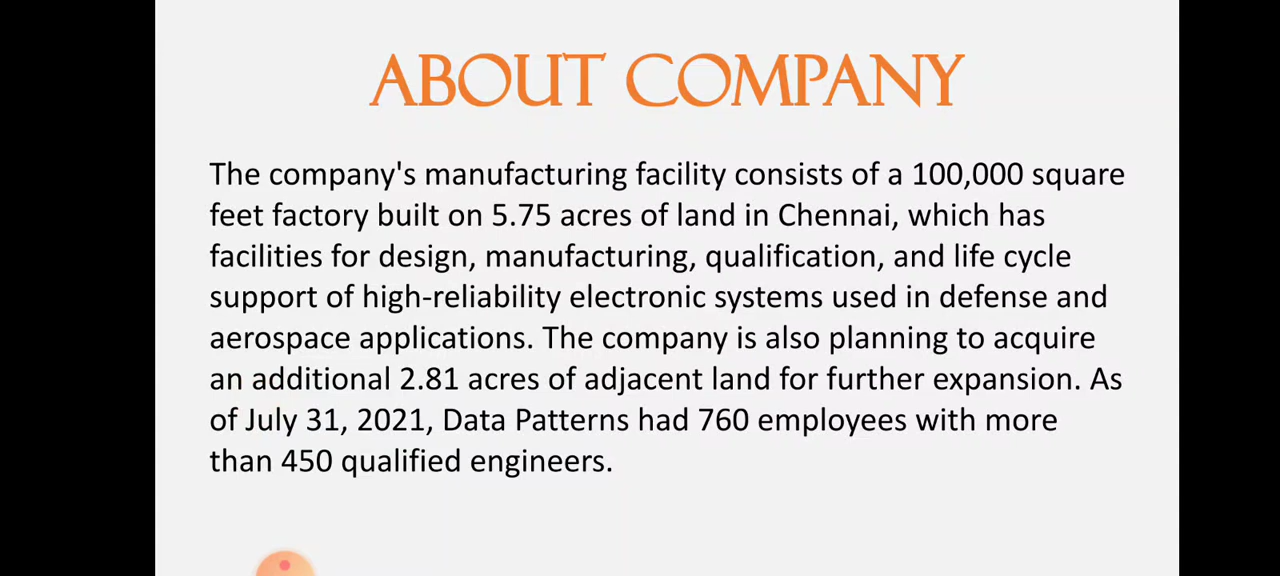 ABOUT COMPANY
The company's manufacturing facility consists of a 100,000 square
feet factory built on 5.75 acres of land in Chennai, which has
facilities for design, manufacturing, qualification, and life cycle
support of high-reliability electronic systems used in defense and
aerospace applications. The company is also planning to acquire
an additional 2.81 acres of adjacent land for further expansion. As
of July 31, 2021, Data Patterns had 760 employees with more
than 450 qualified engineers.